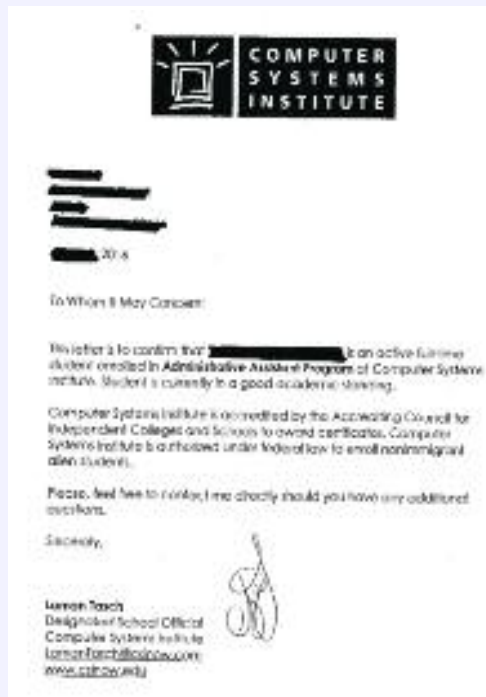 COMPUTER
SYSTEMS
INSTITUTE
To Whom It May Concern:
This letter is to confirm that is an active full-time
student enrolled in Administrative Assistant Program of Computer Systems
Institute. Student is currently in a good academic standing.
Computer Systems Institute is accredited by the Accrediting Council for
Independent Colleges and Schools to award certificates. Computer
Systems Institute is authorized under federal law to enroll nonimmigrant
alien students.
Please, feel free to contact me directly should you have any additional
questions.
Sincerely,
Tasch
Designated School Official
Computer Systems Institute
www.csinow.edu